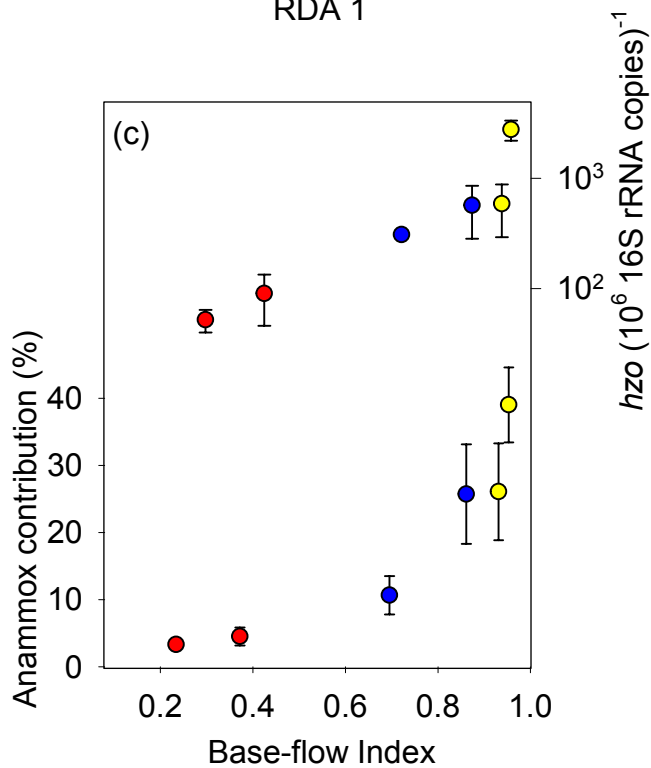 RDA 1
(c)
hzo (10⁶ 16S rRNA copies)⁻¹
10³
10²
Anammox contribution (%)
40
30
20
10
0
0.2 0.4 0.6 0.8 1.0
Base-flow Index